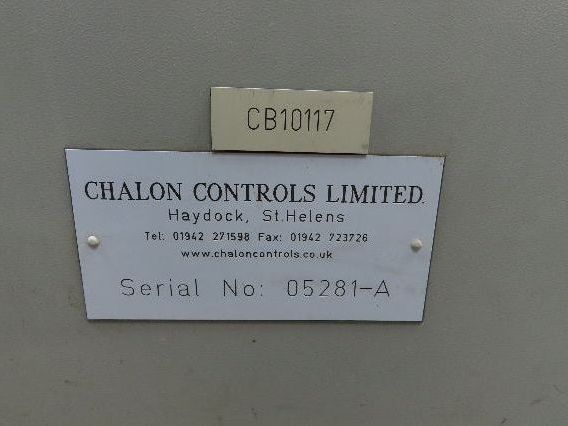 CB10117
CHALON CONTROLS LIMITED.
Haydock, St.Helens
Tel: 01942 271598 Fax: 01942 723726
www.chaloncontrols.co.uk
Serial No: 05281-A